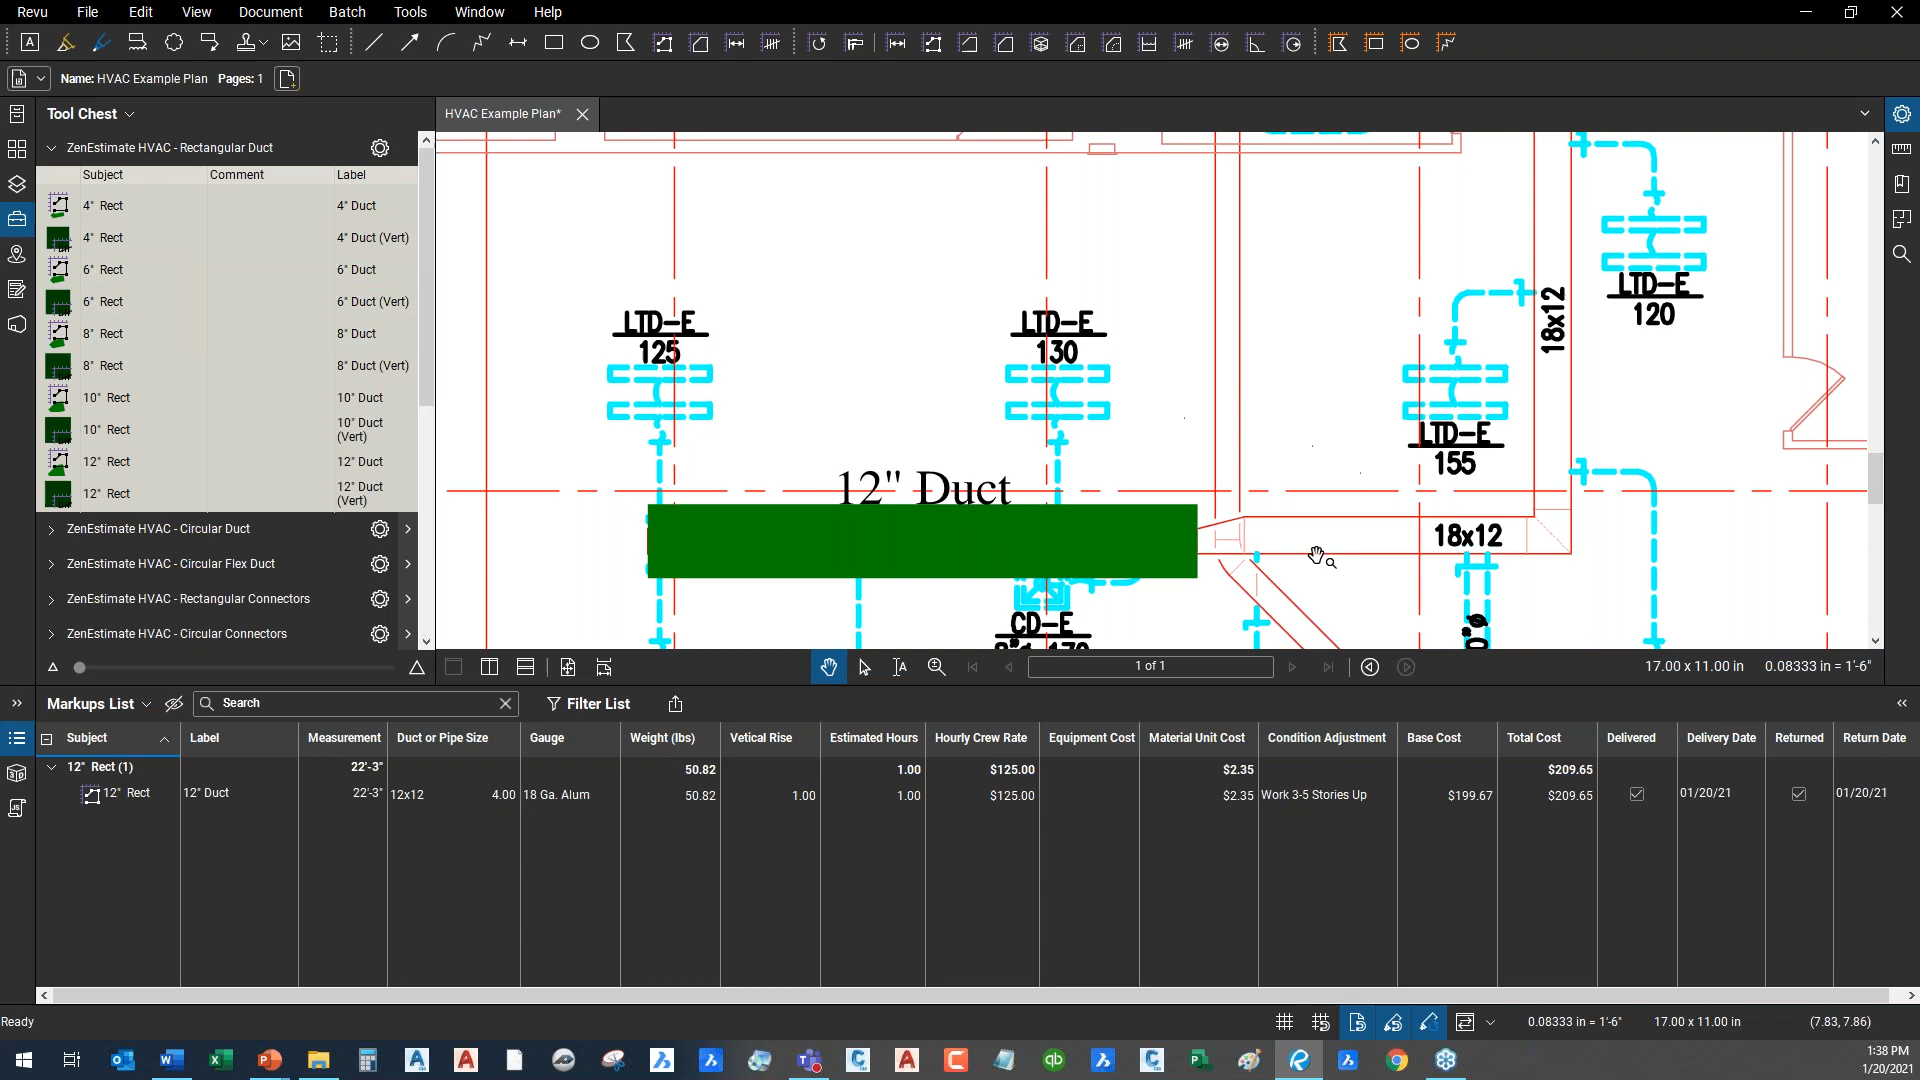 Revu File Edit View Document Batch Tools Window Help
Name: HVAC Example Plan Pages: 1
Tool Chest
HVAC Example Plan*
ZenEstimate HVAC - Rectangular Duct
Subject Comment Label
4" Rect 4" Duct
4" Rect 4" Duct (Vert)
6" Rect 6" Duct
6" Rect 6" Duct (Vert)
8" Rect 8" Duct
8" Rect 8" Duct (Vert)
10" Rect 10" Duct
10" Rect 10" Duct
(Vert)
12" Rect 12" Duct
12" Rect 12" Duct
(Vert)
ZenEstimate HVAC - Circular Duct
ZenEstimate HVAC - Circular Flex Duct
ZenEstimate HVAC - Rectangular Connectors
ZenEstimate HVAC - Circular Connectors
LTD-E
125
LTD-E
130
LTD-E
155
18x12
LTD-E
120
12" Duct
18x12
CD-E
1 of 1
17.00 x 11.00 in 0.08333 in = 1'-6"
Markups List Search Filter List
Subject Label Measurement Duct or Pipe Size Gauge Weight (lbs) Vetical Rise Estimated Hours Hourly Crew Rate Equipment Cost Material Unit Cost Condition Adjustment Base Cost Total Cost Delivered Delivery Date Returned Return Date
12" Rect (1) 22'-3" 50.82 1.00 $125.00 $2.35 $209.65
12" Rect 12" Duct 22'-3" 12x12 4.00 18 Ga. Alum 50.82 1.00 1.00 $125.00 $2.35 Work 3-5 Stories Up $199.67 $209.65 01/20/21 01/20/21
Ready
0.08333 in = 1'-6" 17.00 x 11.00 in (7.83, 7.86)
1:38 PM
1/20/2021